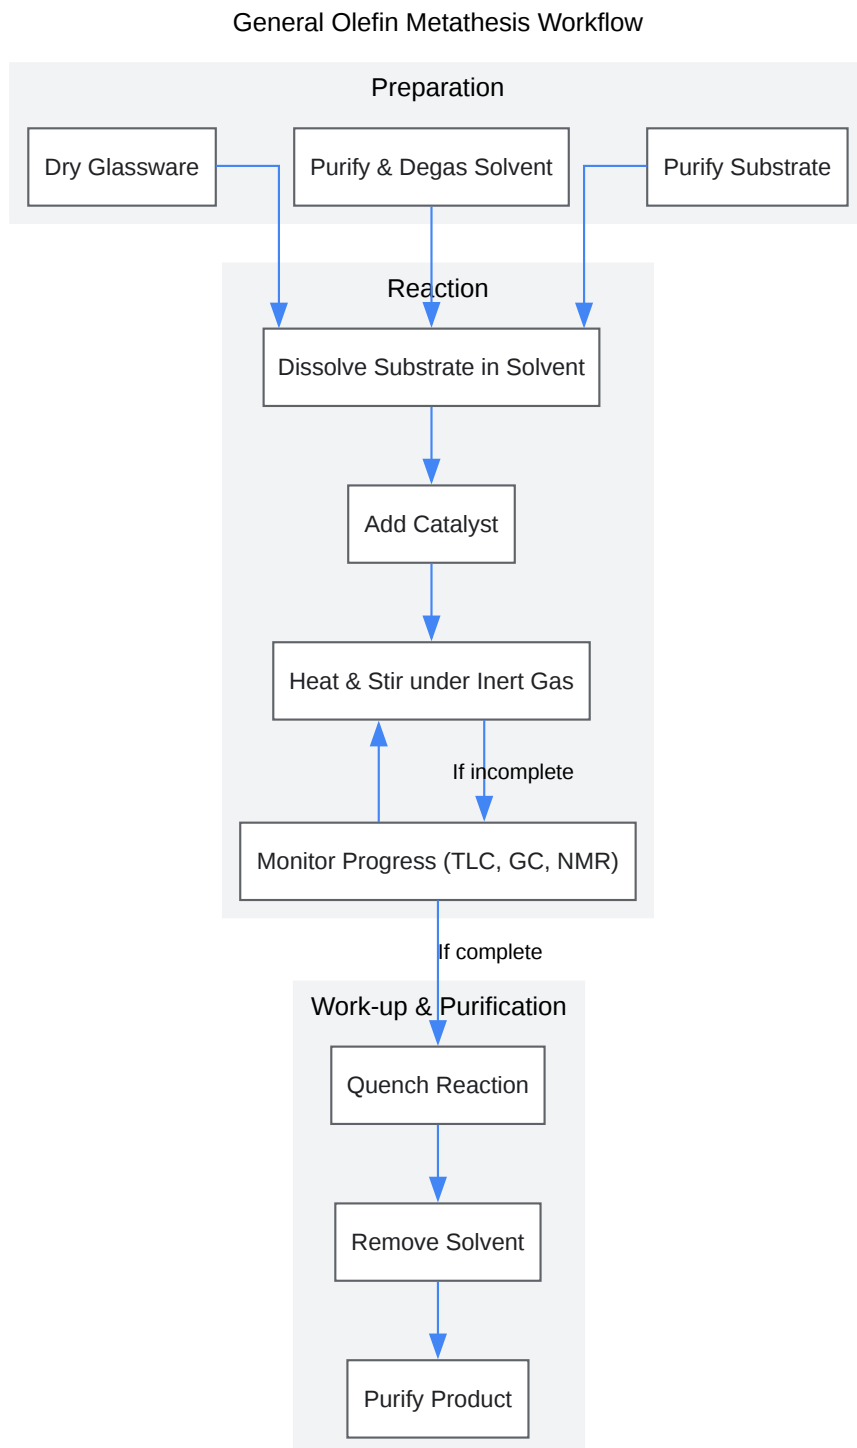 General Olefin Metathesis Workflow
Preparation
Dry Glassware
Purify & Degas Solvent
Purify Substrate
Reaction
Dissolve Substrate in Solvent
Add Catalyst
Heat & Stir under Inert Gas
If incomplete
Monitor Progress (TLC, GC, NMR)
If complete
Work-up & Purification
Quench Reaction
Remove Solvent
Purify Product